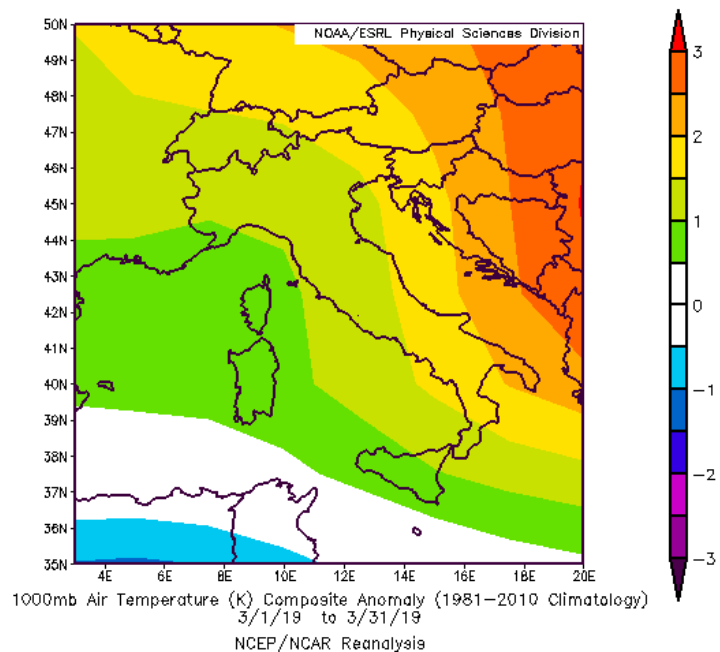 NOAA/ESRL Physical Sciences Division
50N
49N
48N
47N
46N
45N
44N
43N
42N
41N
40N
39N
38N
37N
36N
35N
4E 6E 8E 10E 12E 14E 16E 18E 20E
3
2
1
0
-1
-2
-3
1000mb Air Temperature (K) Composite Anomaly (1981-2010 Climatology)
3/1/19 to 3/31/19
NCEP/NCAR Reanalysis